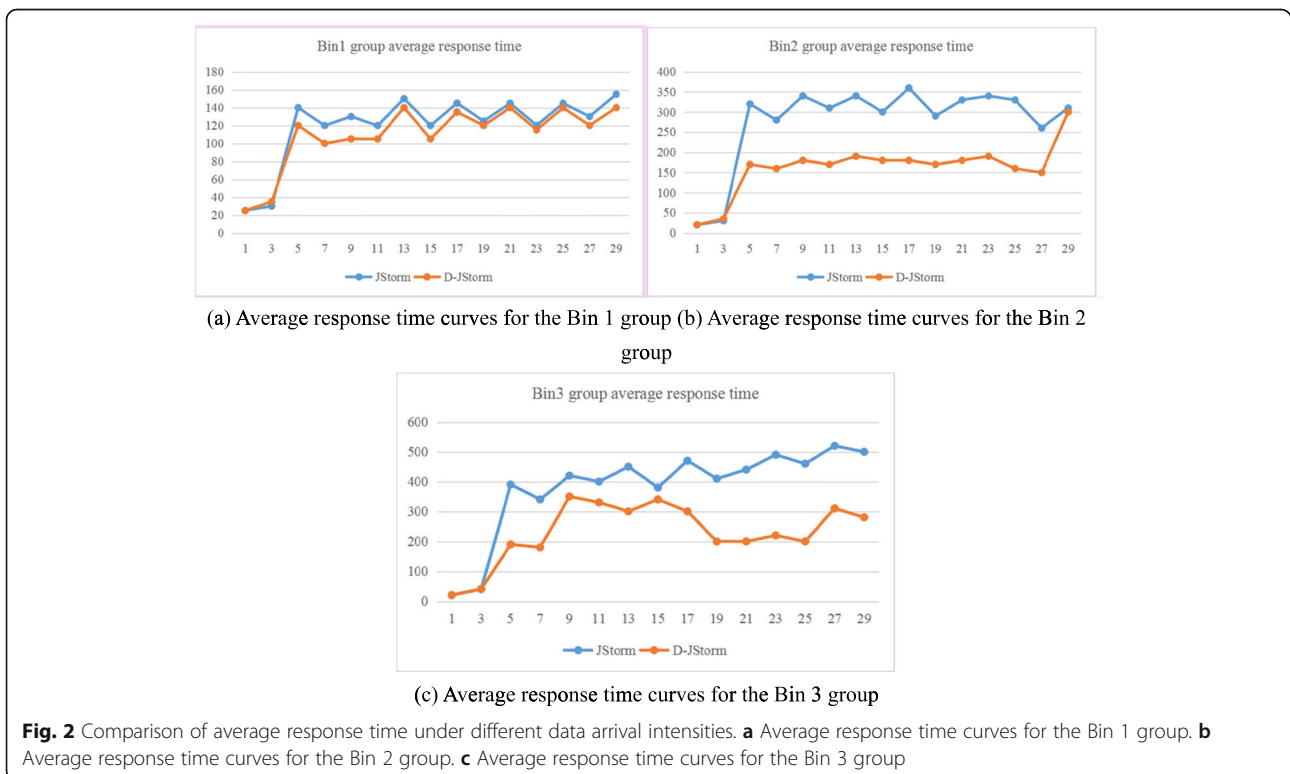 Bin1 group average response time
180
160
140
120
100
80
60
40
20
0
1 3 5 7 9 11 13 15 17 19 21 23 25 27 29
JStorm D-JStorm
Bin2 group average response time
400
350
300
250
200
150
100
50
0
1 3 5 7 9 11 13 15 17 19 21 23 25 27 29
JStorm D-JStorm
(a) Average response time curves for the Bin 1 group (b) Average response time curves for the Bin 2
group
Bin3 group average response time
600
500
400
300
200
100
0
1 3 5 7 9 11 13 15 17 19 21 23 25 27 29
JStorm D-JStorm
(c) Average response time curves for the Bin 3 group
Fig. 2 Comparison of average response time under different data arrival intensities. a Average response time curves for the Bin 1 group. b
Average response time curves for the Bin 2 group. c Average response time curves for the Bin 3 group